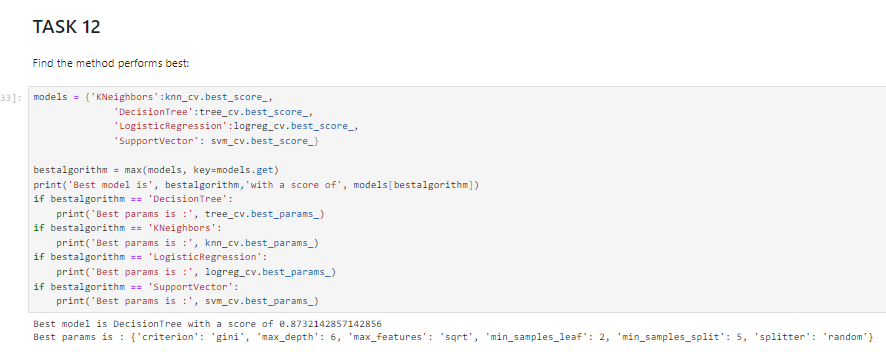 TASK 12
Find the method performs best:
33]:
models = {'KNeighbors':knn_cv.best_score_,
'DecisionTree':tree_cv.best_score_,
'LogisticRegression':logreg_cv.best_score_,
'SupportVector': svm_cv.best_score_}
bestalgorithm = max(models, key=models.get)
print('Best model is', bestalgorithm,'with a score of', models[bestalgorithm])
if bestalgorithm == 'DecisionTree':
print('Best params is :', tree_cv.best_params_)
if bestalgorithm == 'KNeighbors':
print('Best params is :', knn_cv.best_params_)
if bestalgorithm == 'LogisticRegression':
print('Best params is :', logreg_cv.best_params_)
if bestalgorithm == 'SupportVector':
print('Best params is :', svm_cv.best_params_)
Best model is DecisionTree with a score of 0.8732142857142856
Best params is : {'criterion': 'gini', 'max_depth': 6, 'max_features': 'sqrt', 'min_samples_leaf': 2, 'min_samples_split': 5, 'splitter': 'random'}